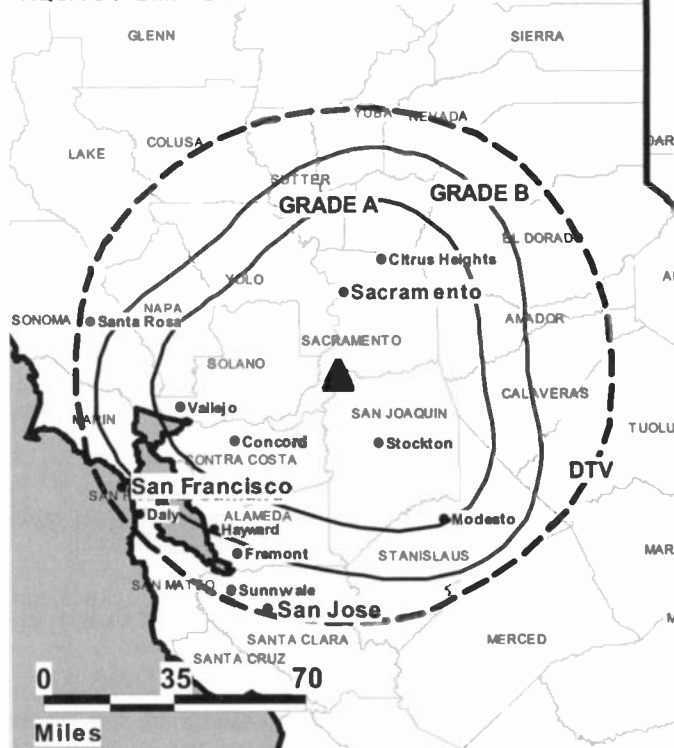 GLENN
SIERRA
YUBA
NEVADA
COLUSA
LAKE
SUTTER
GRADE A
GRADE B
EL DORADO
Citrus Heights
YOLO
Sacramento
NAPA
SONOMA
Santa Rosa
AMADOR
SACRAMENTO
SOLANO
CALAVERAS
Vallejo
MARIN
SAN JOAQUIN
TUOLU
Concord
Stockton
CONTRA COSTA
DTV
San Francisco
Daly
ALAMEDA
Modesto
Hayward
Fremont
STANISLAUS
MAR
SAN MATEO
Sunnwale
San Jose
SANTA CLARA
MERCED
SANTA CRUZ
0 35 70
Miles